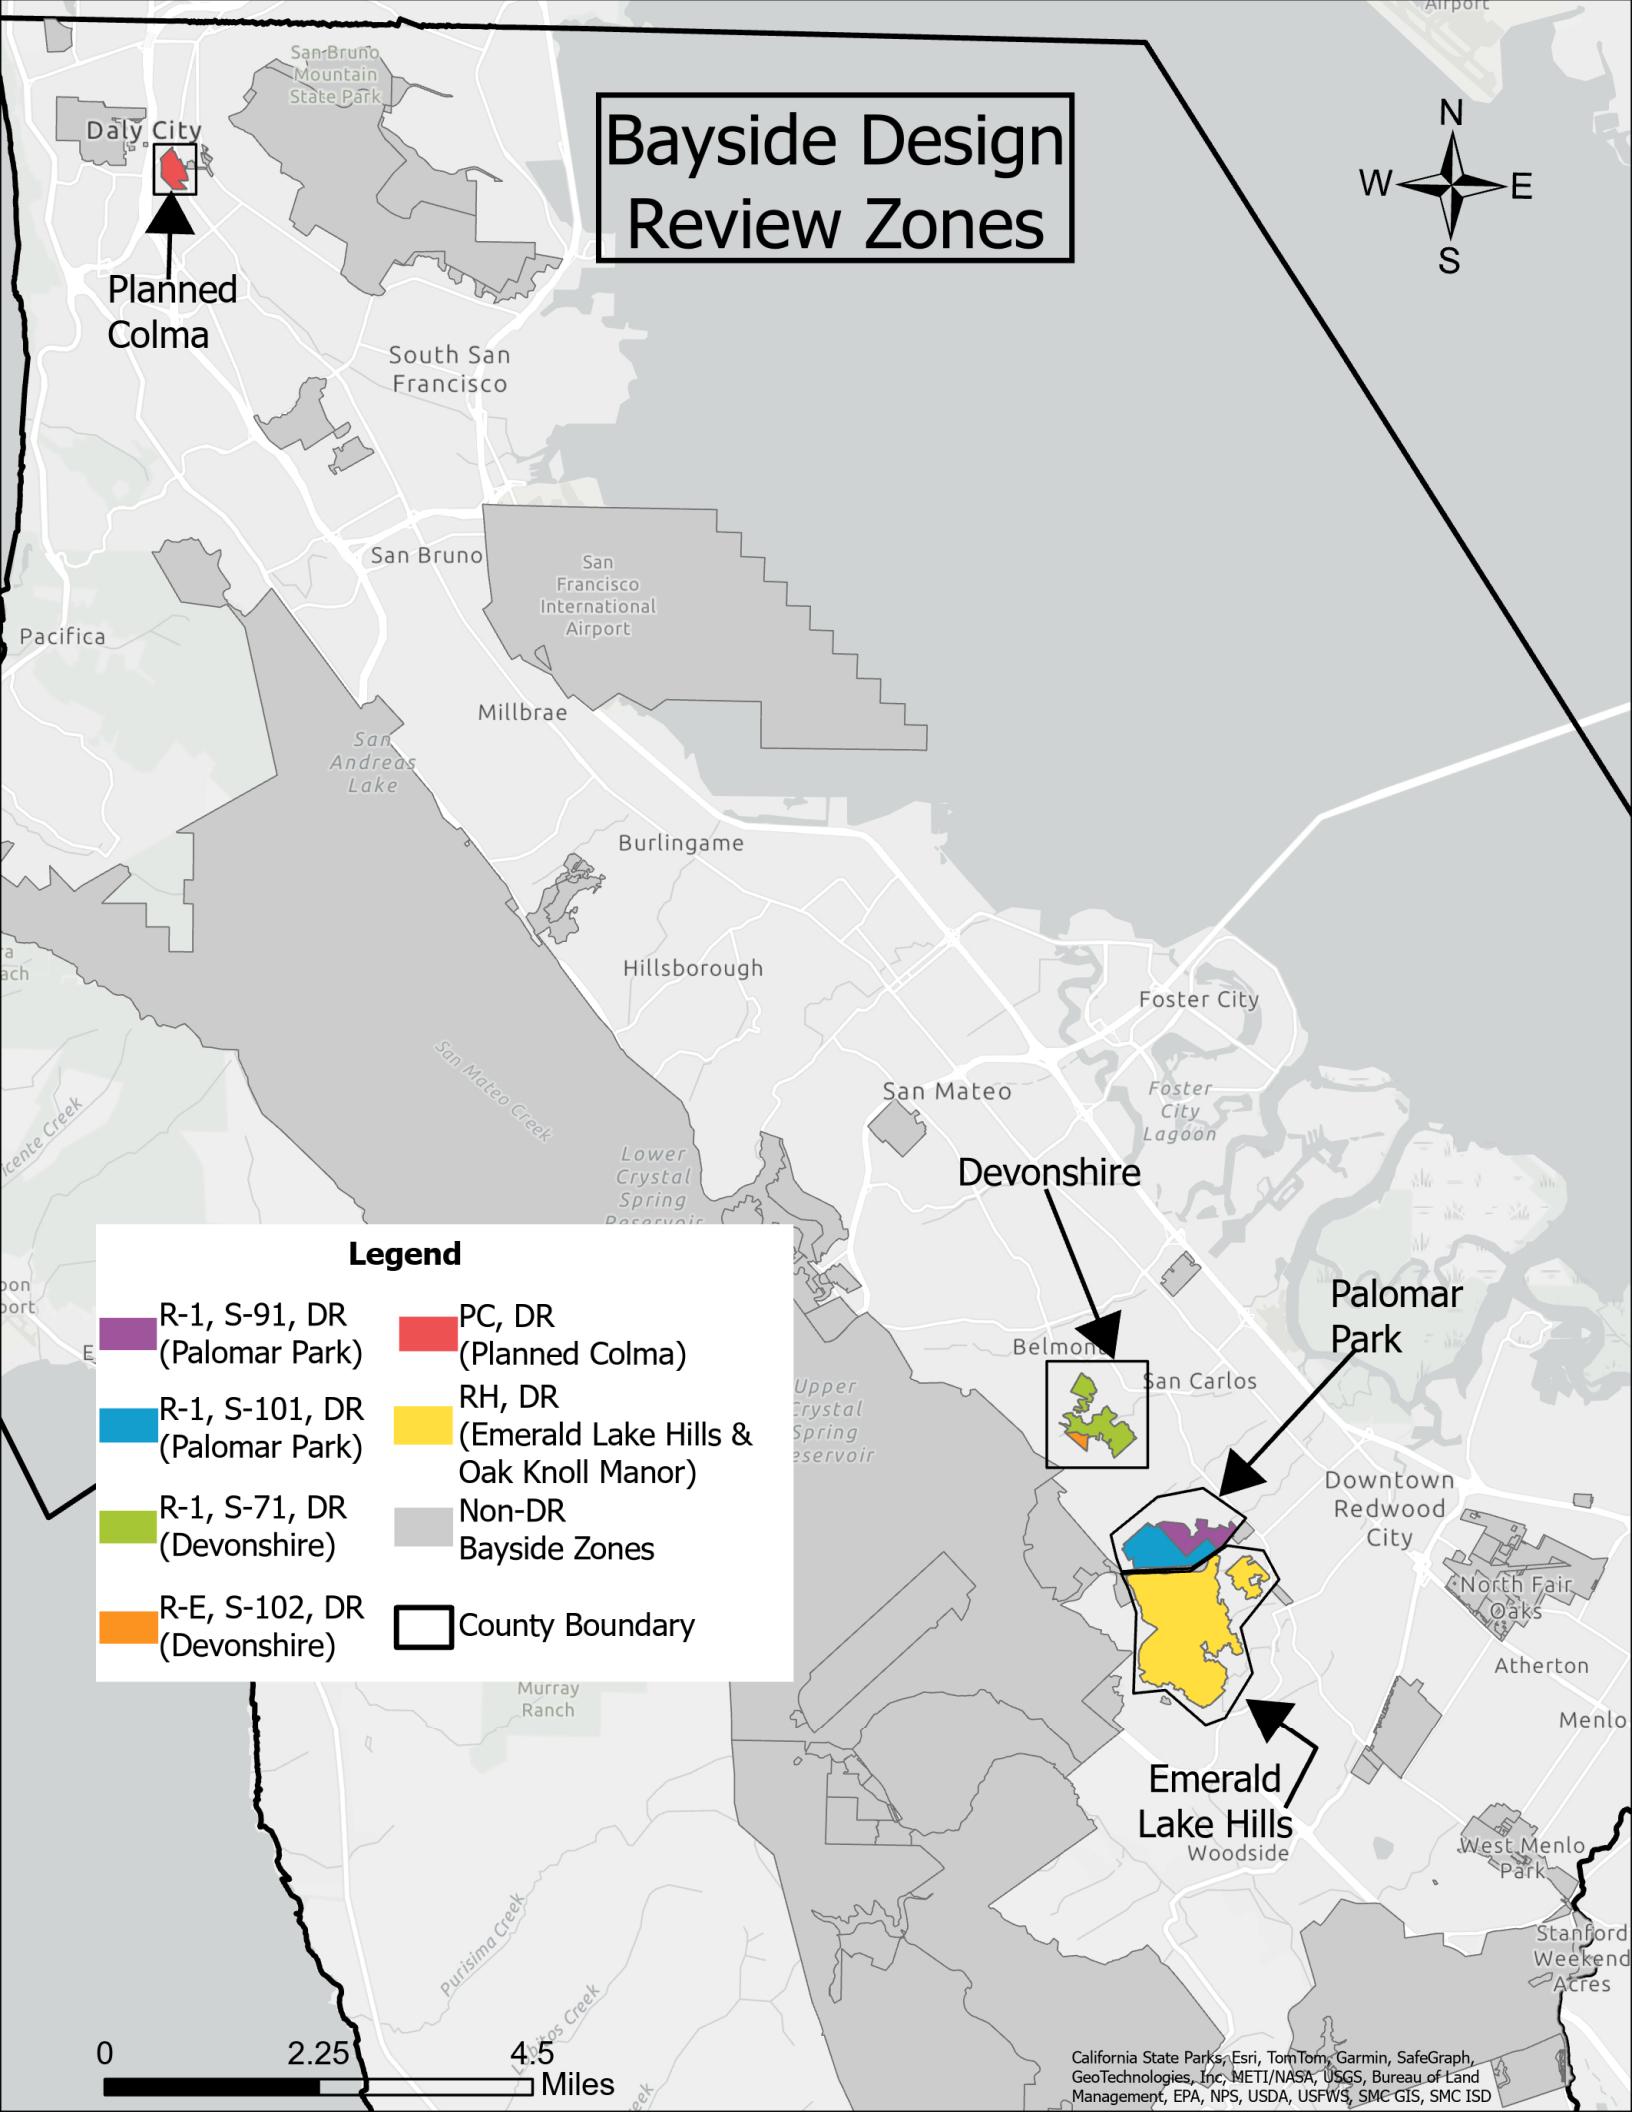 Airport
San Bruno
Mountain
State Park
Bayside Design
Review Zones
N
W
E
S
Daly City
Planned
Colma
South San
Francisco
San Bruno
San
Francisco
International
Airport
Pacifica
Millbrae
San
Andreas
Lake
Burlingame
Hillsborough
Foster City
San Mateo Creek
San Mateo
Foster
City
Lagoon
Lower
Crystal
Spring
Reservoir
Devonshire
Palomar
Park
Belmont
San Carlos
Upper
Crystal
Spring
Reservoir
Downtown
Redwood
City
North Fair
Oaks
Atherton
Menlo
Legend
R-1, S-91, DR
(Palomar Park)
R-1, S-101, DR
(Palomar Park)
R-1, S-71, DR
(Devonshire)
R-E, S-102, DR
(Devonshire)
PC, DR
(Planned Colma)
RH, DR
(Emerald Lake Hills &
Oak Knoll Manor)
Non-DR
Bayside Zones
County Boundary
Murray
Ranch
Emerald
Lake Hills
Woodside
West Menlo
Park
Stanford
Weekend
Acres
Purisima Creek
Lobitos Creek
0
2.25
4.5
Miles
California State Parks, Esri, TomTom, Garmin, SafeGraph,
GeoTechnologies, Inc, METI/NASA, USGS, Bureau of Land
Management, EPA, NPS, USDA, USFWS, SMC GIS, SMC ISD